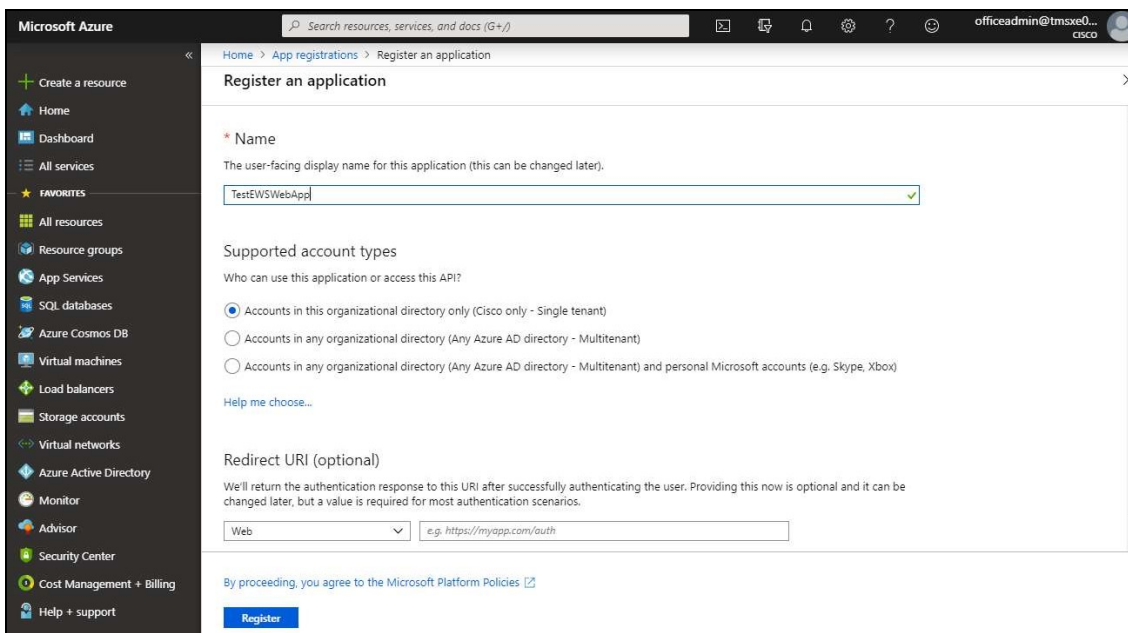 Microsoft Azure
Search resources, services, and docs (G+/)
officeadmin@tmsxe0...
CISCO
«
Home > App registrations > Register an application
Create a resource
Home
Dashboard
All services
FAVORITES
All resources
Resource groups
App Services
SQL databases
Azure Cosmos DB
Virtual machines
Load balancers
Storage accounts
Virtual networks
Azure Active Directory
Monitor
Advisor
Security Center
Cost Management + Billing
Help + support
Register an application
* Name
The user-facing display name for this application (this can be changed later).
TestEWSWebApp
Supported account types
Who can use this application or access this API?
Accounts in this organizational directory only (Cisco only - Single tenant)
Accounts in any organizational directory (Any Azure AD directory - Multitenant)
Accounts in any organizational directory (Any Azure AD directory - Multitenant) and personal Microsoft accounts (e.g. Skype, Xbox)
Help me choose...
Redirect URI (optional)
We'll return the authentication response to this URI after successfully authenticating the user. Providing this now is optional and it can be
changed later, but a value is required for most authentication scenarios.
Web
e.g. https://myapp.com/auth
By proceeding, you agree to the Microsoft Platform Policies
Register